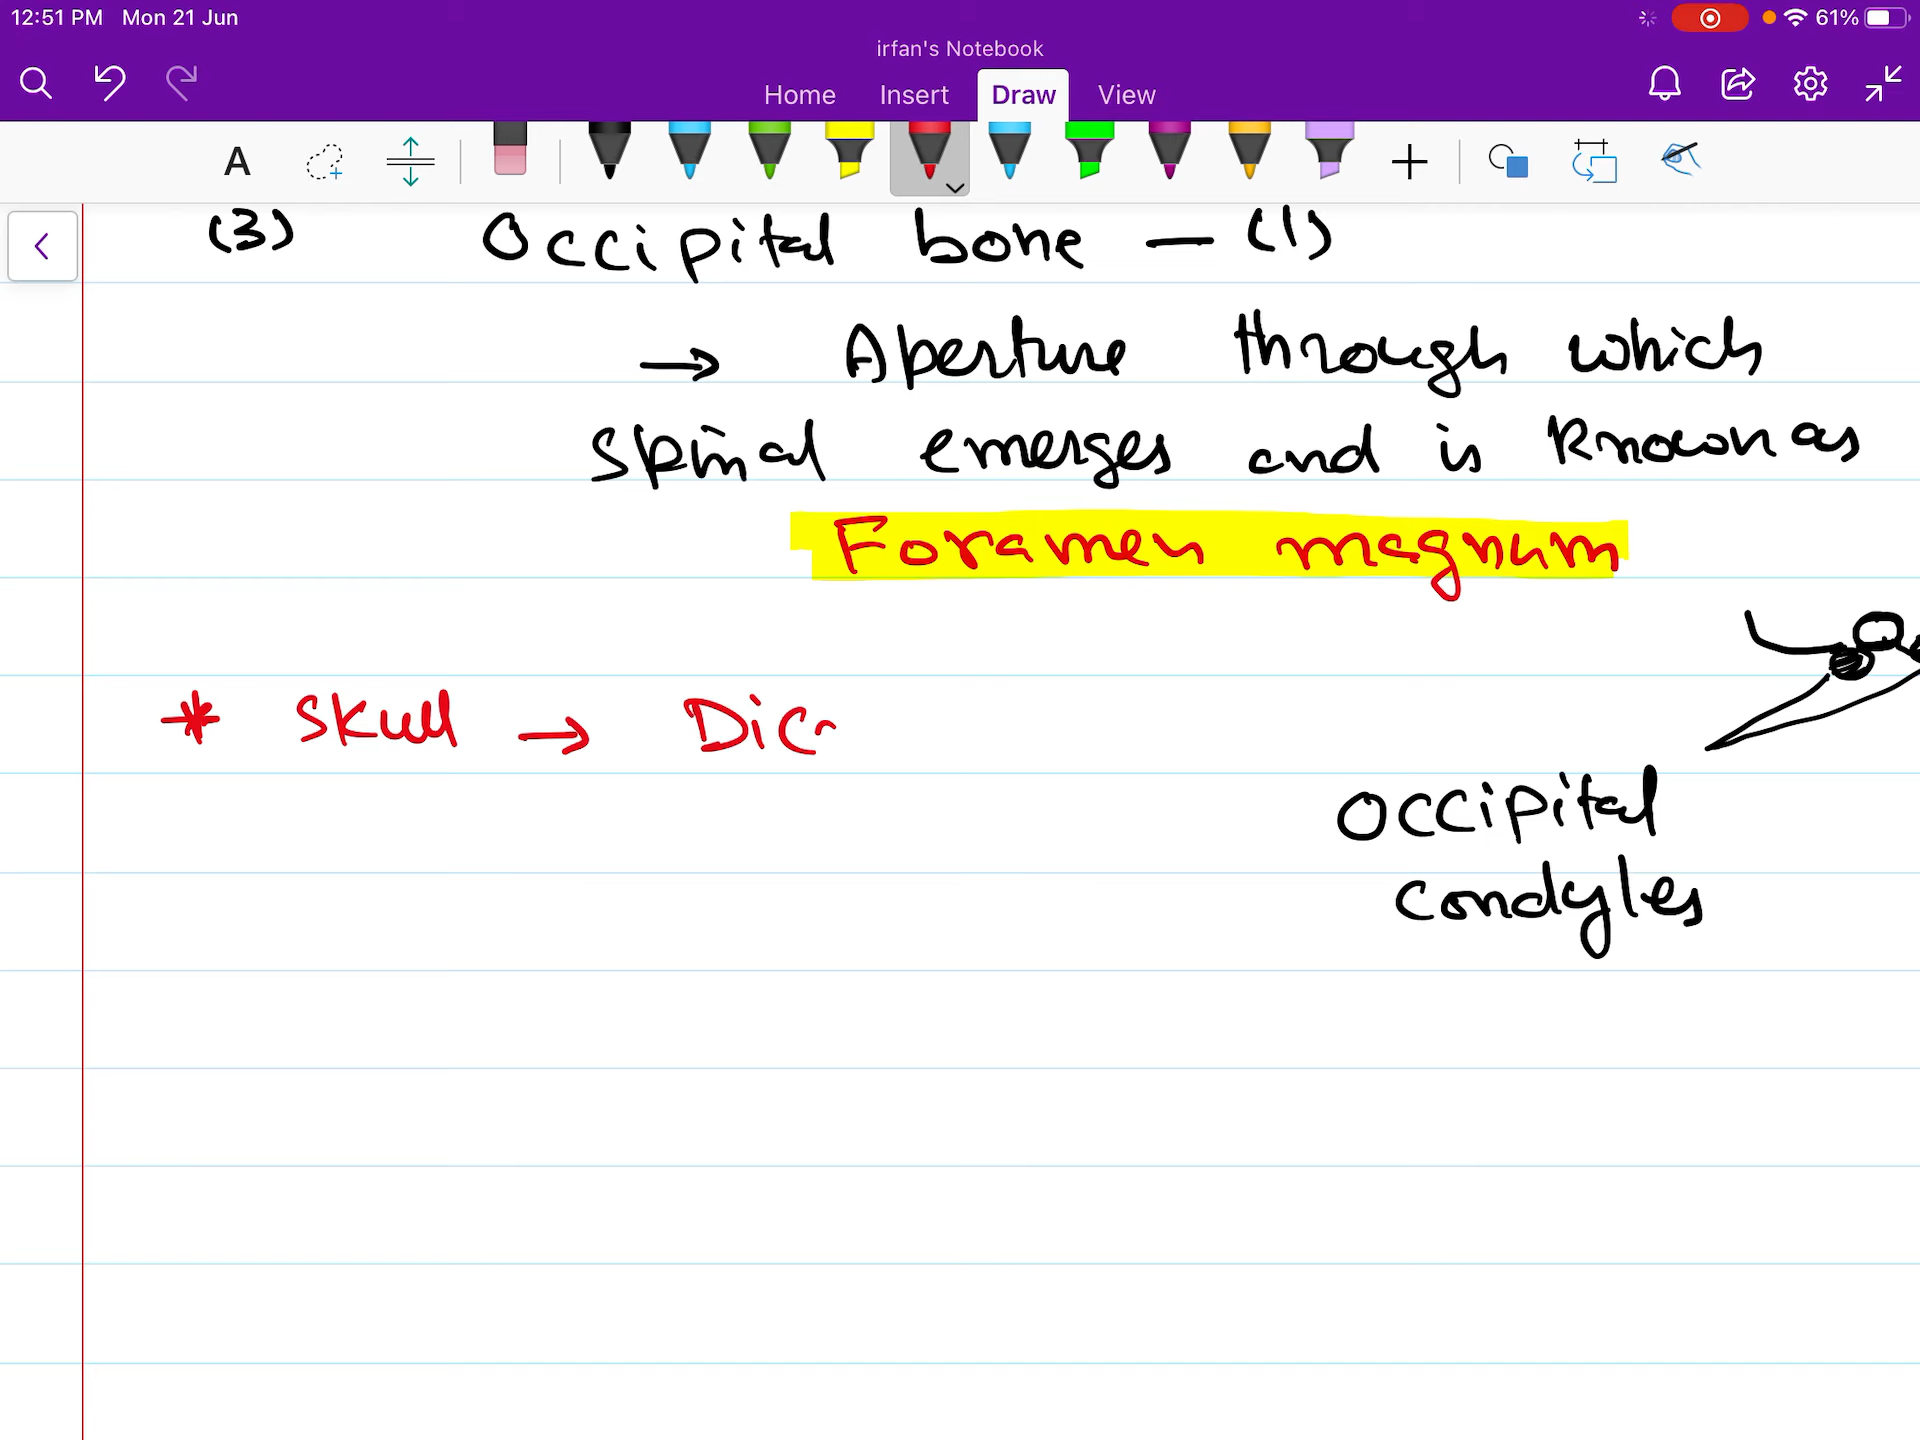 12:51 PM Mon 21 Jun
61%
irfan's Notebook
Home Insert Draw View
A
(3) Occipital bone — (1)
→ Aperture through which
spinal emerges and is known as
Foramen magnum
* Skull → Dic
Occipital
condyles